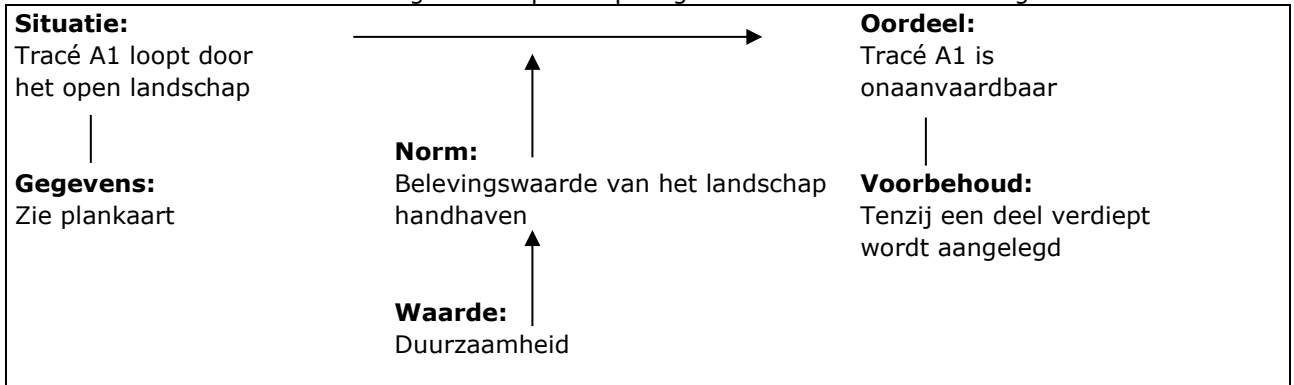 Situatie:
Tracé A1 loopt door
het open landschap
Gegevens:
Zie plankaart
Norm:
Belevingswaarde van het landschap
handhaven
Waarde:
Duurzaamheid
Oordeel:
Tracé A1 is
onaanvaardbaar
Voorbehoud:
Tenzij een deel verdiept
wordt aangelegd